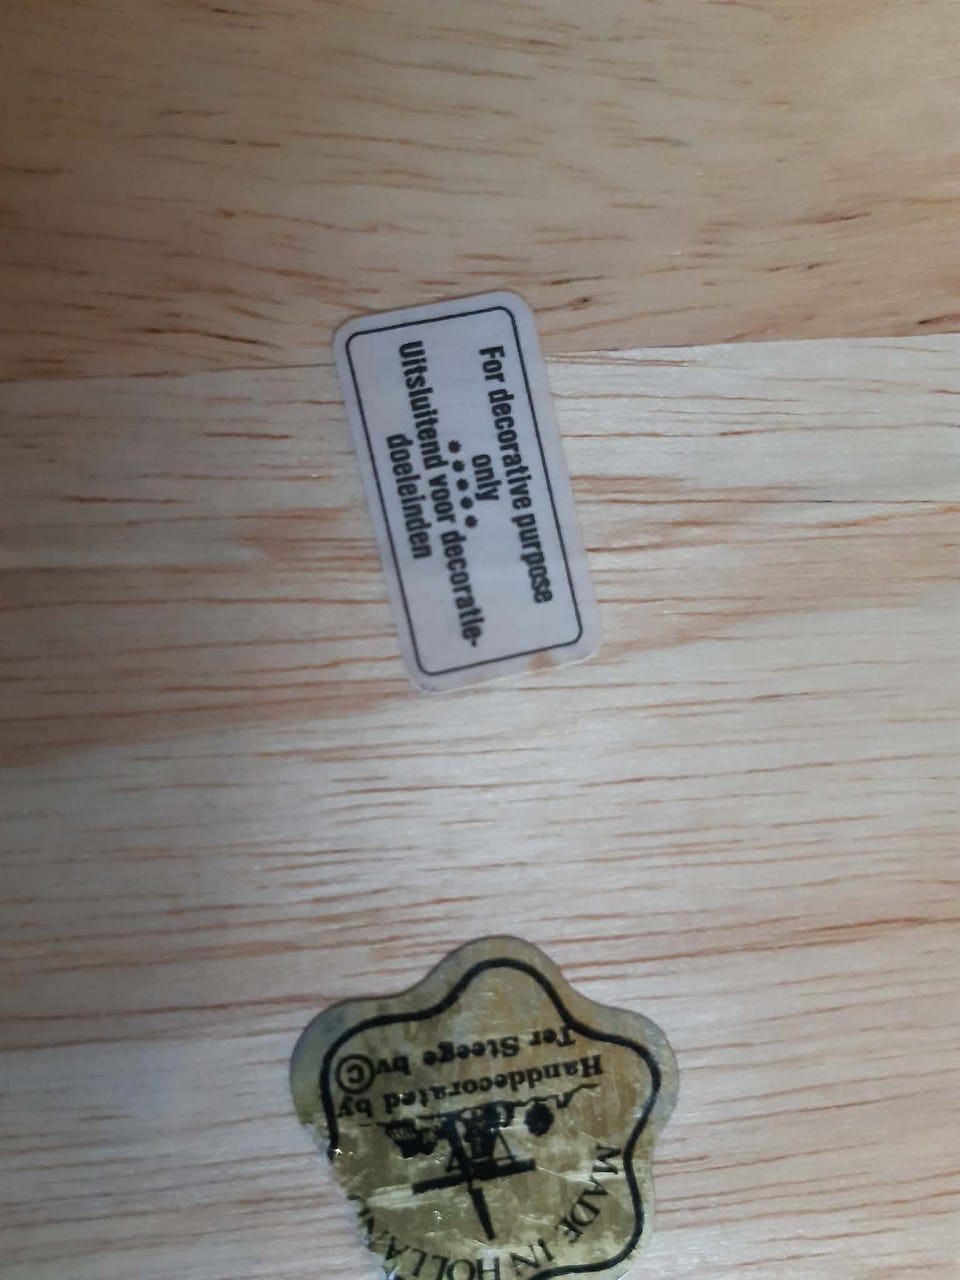 For decorative purpose
only
*****
Uitsluitend voor decoratie-
doeleinden
MADE IN HOLLAND
Handdecorated by
Ter Steege bv ©